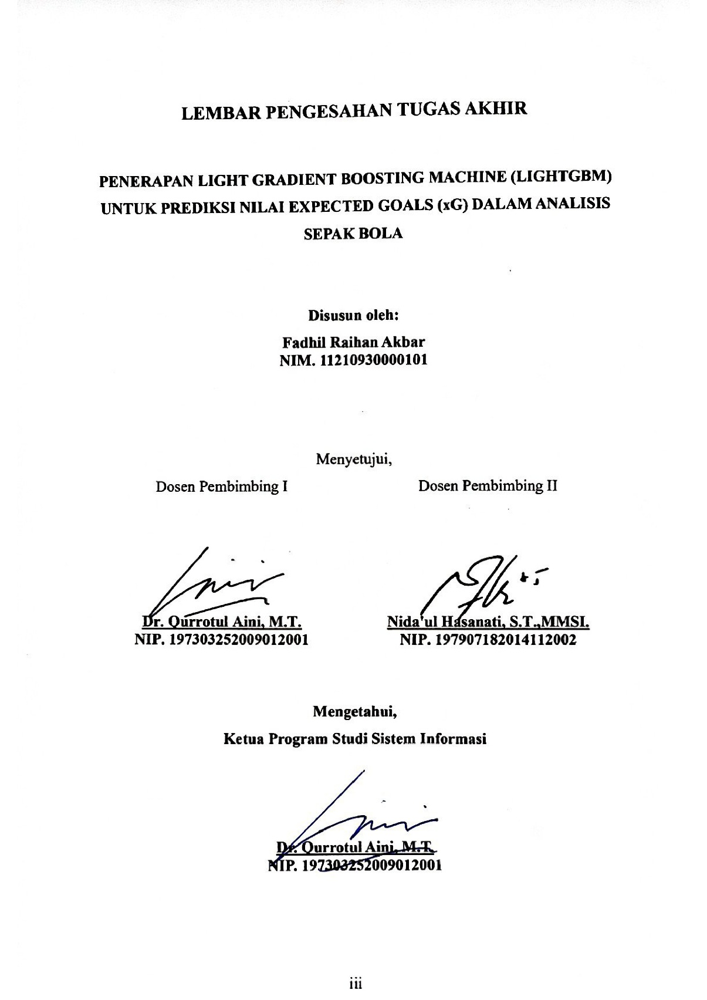 LEMBAR PENGESAHAN TUGAS AKHIR
PENERAPAN LIGHT GRADIENT BOOSTING MACHINE (LIGHTGBM)
UNTUK PREDIKSI NILAI EXPECTED GOALS (xG) DALAM ANALISIS
SEPAK BOLA
Disusun oleh:
Fadhil Raihan Akbar
NIM. 11210930000101
Menyetujui,
Dosen Pembimbing I
Dosen Pembimbing II
Dr. Qurrotul Aini, M.T.
NIP. 197303252009012001
Nida'ul Hasanati, S.T.,MMSI.
NIP. 197907182014112002
Mengetahui,
Ketua Program Studi Sistem Informasi
Dr. Qurrotul Aini, M.T.
NIP. 197303252009012001
iii